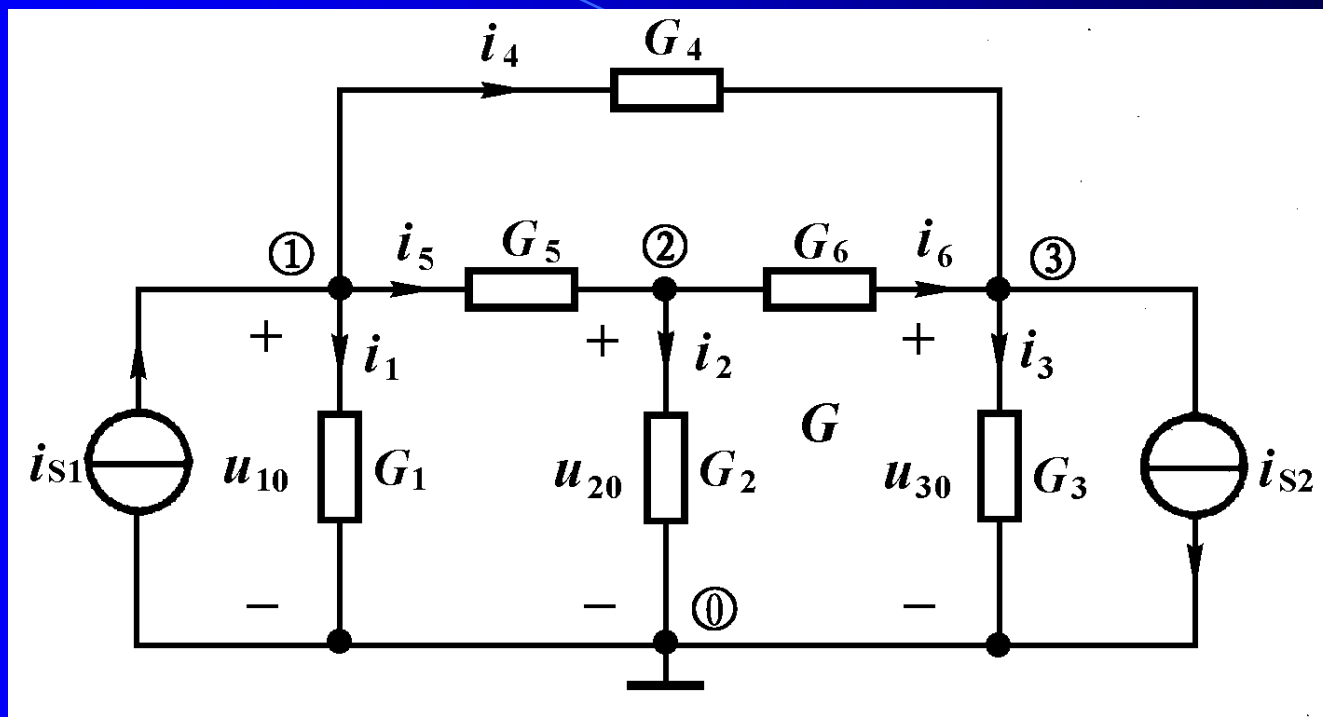 i4 G4
① i5 G5 ② G6 i6 ③
+ i1 + i2 + i3
iS1 u10 G1 u20 G2 G u30 G3 iS2
− − ⓪ −